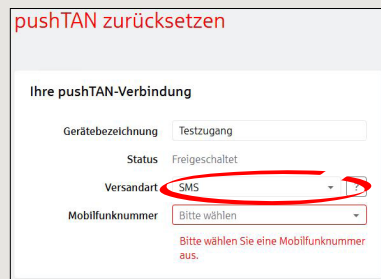 pushTAN zurücksetzen
Ihre pushTAN-Verbindung
Gerätebezeichnung Testzugang
Status Freigeschaltet
Versandart SMS ?
Mobilfunknummer Bitte wählen
Bitte wählen Sie eine Mobilfunknummer
aus.